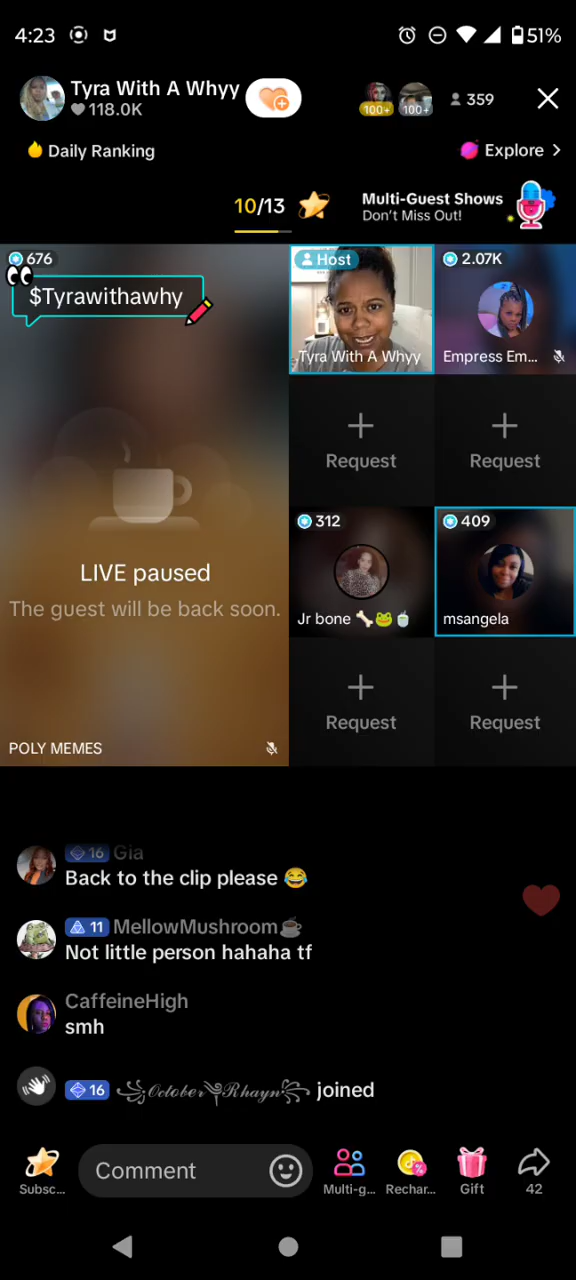 4:23
51%
Tyra With A Whyy
118.0K
100+
100+
359
Daily Ranking
Explore >
10/13
Multi-Guest Shows
Don't Miss Out!
676
$Tyrawithawhy
LIVE paused
The guest will be back soon.
POLY MEMES
Host
.Tyra With A Whyy
2.07K
Empress Em...
Request
Request
312
Jr bone 🦴🐸🍵
409
msangela
Request
Request
16 Gia
Back to the clip please 😂
11 MellowMushroom☕
Not little person hahaha tf
CaffeineHigh
smh
16 ꧁𝒪𝒸𝓉𝑜𝒷𝑒𝓇༒𝑅𝒽𝒶𝓎𝓃꧂ joined
Subsc...
Comment
Multi-g...
Rechar...
Gift
42